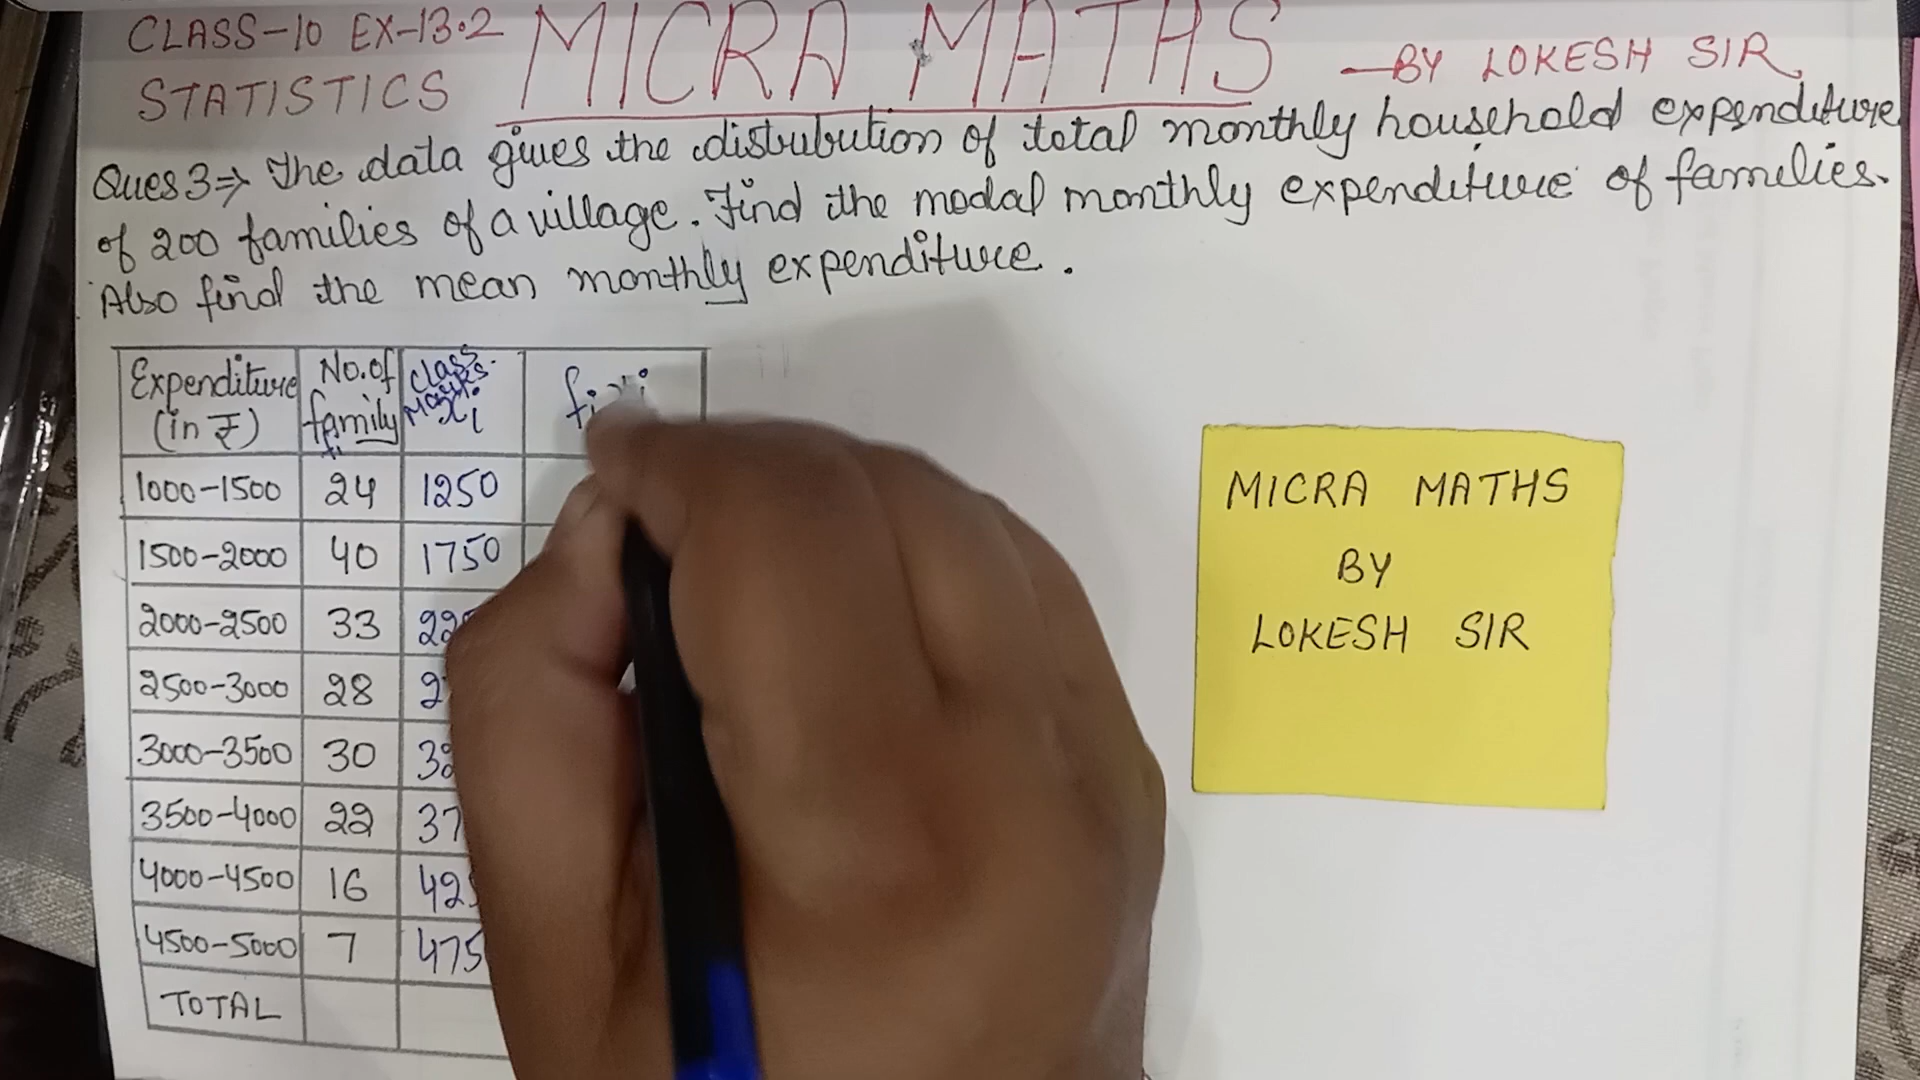 CLASS-10 EX-13.2 MICRA MATHS -BY LOKESH SIR
STATISTICS
Ques 3⇒ The data gives the distubution of total monthly household expenditure
of 200 families of a village. Find the modal monthly expenditure of families.
Also find the mean monthly expenditure.
Expenditure (in ₹) No. of family fi Class Marks xi fixi
1000-1500 24 1250
1500-2000 40 1750
2000-2500 33
2500-3000 28
3000-3500 30
3500-4000 22
4000-4500 16
4500-5000 7
TOTAL
MICRA MATHS
BY
LOKESH SIR